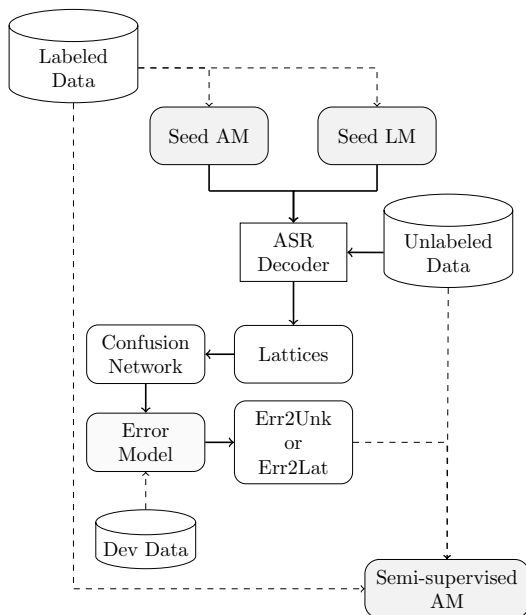 Labeled
Data
Seed AM
Seed LM
ASR
Decoder
Unlabeled
Data
Confusion
Network
Lattices
Error
Model
Err2Unk
or
Err2Lat
Dev Data
Semi-supervised
AM